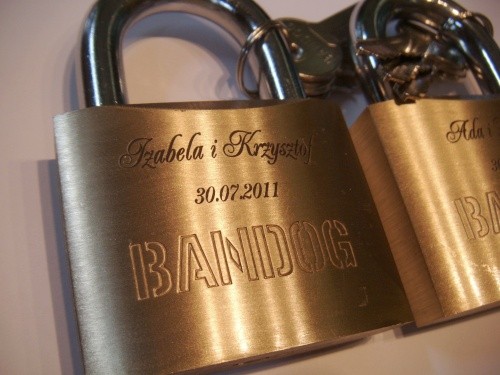 Izabela i Krzysztof
30.07.2011
BANDOG
Ada